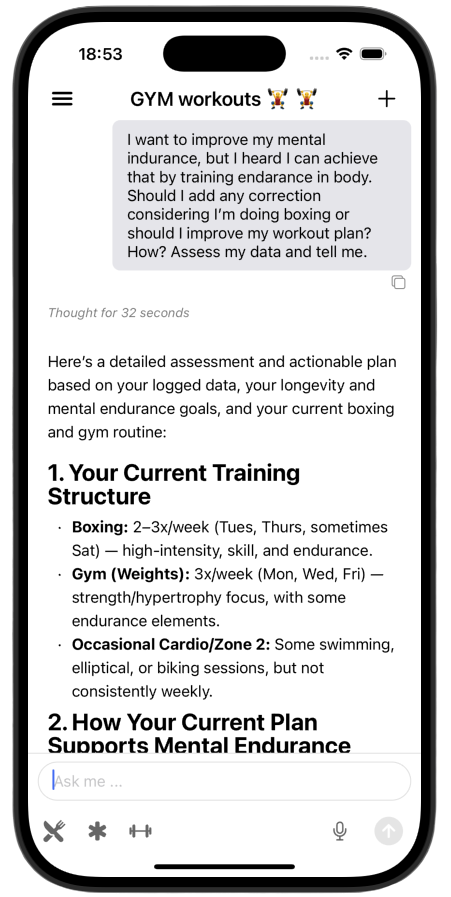 18:53
GYM workouts 🏋️ 🏋️
I want to improve my mental
indurance, but I heard I can achieve
that by training endarance in body.
Should I add any correction
considering I'm doing boxing or
should I improve my workout plan?
How? Assess my data and tell me.
Thought for 32 seconds
Here's a detailed assessment and actionable plan
based on your logged data, your longevity and
mental endurance goals, and your current boxing
and gym routine:
1. Your Current Training
Structure
· Boxing: 2–3x/week (Tues, Thurs, sometimes
Sat) — high-intensity, skill, and endurance.
· Gym (Weights): 3x/week (Mon, Wed, Fri) —
strength/hypertrophy focus, with some
endurance elements.
· Occasional Cardio/Zone 2: Some swimming,
elliptical, or biking sessions, but not
consistently weekly.
2. How Your Current Plan
Supports Mental Endurance
Ask me ...